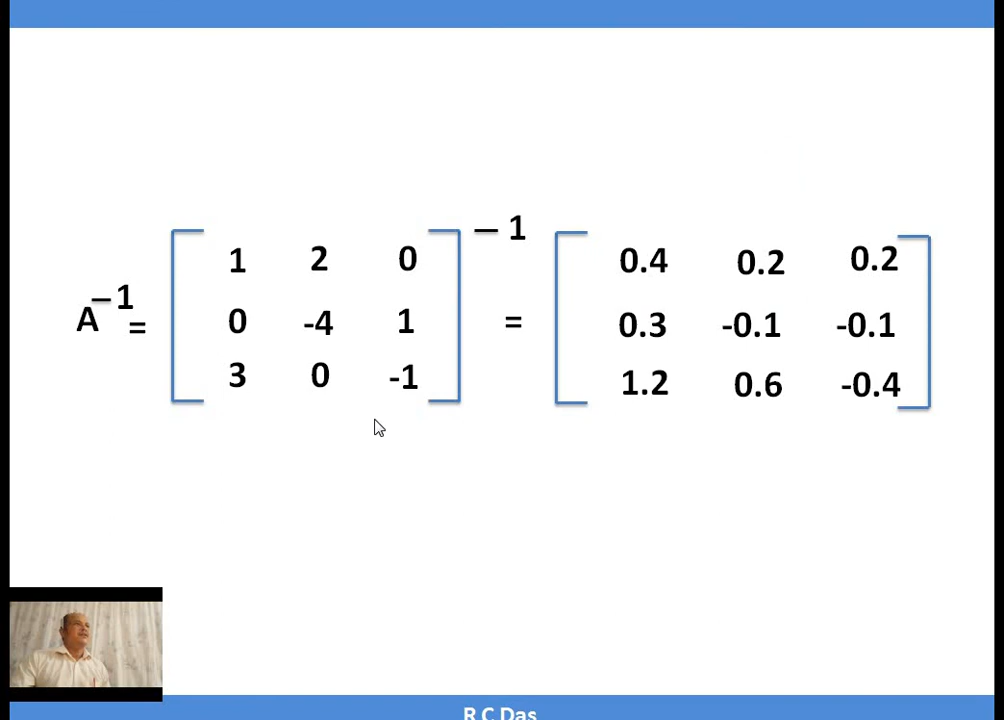 A⁻¹ = [ 1 2 0 ]⁻¹ = [ 0.4 0.2 0.2 ]
0 -4 1 0.3 -0.1 -0.1
3 0 -1 1.2 0.6 -0.4
R C Das